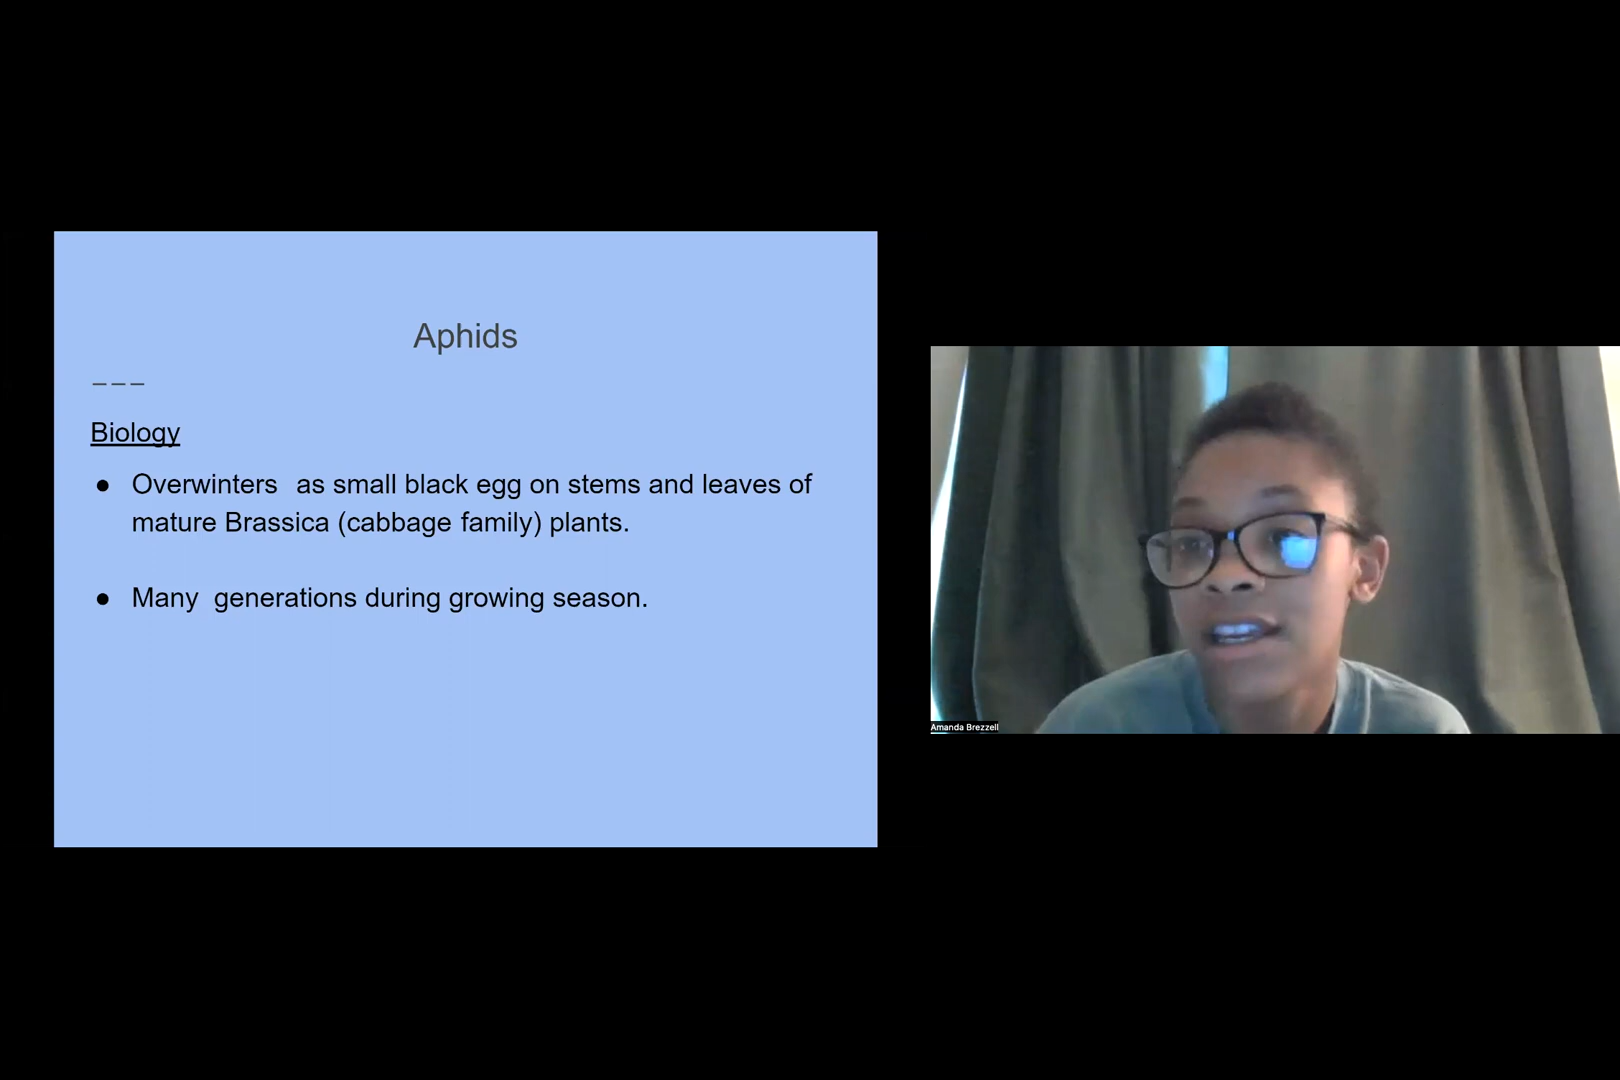 Aphids
–––
Biology
● Overwinters  as small black egg on stems and leaves of
mature Brassica (cabbage family) plants.
● Many  generations during growing season.
Amanda Brezzell